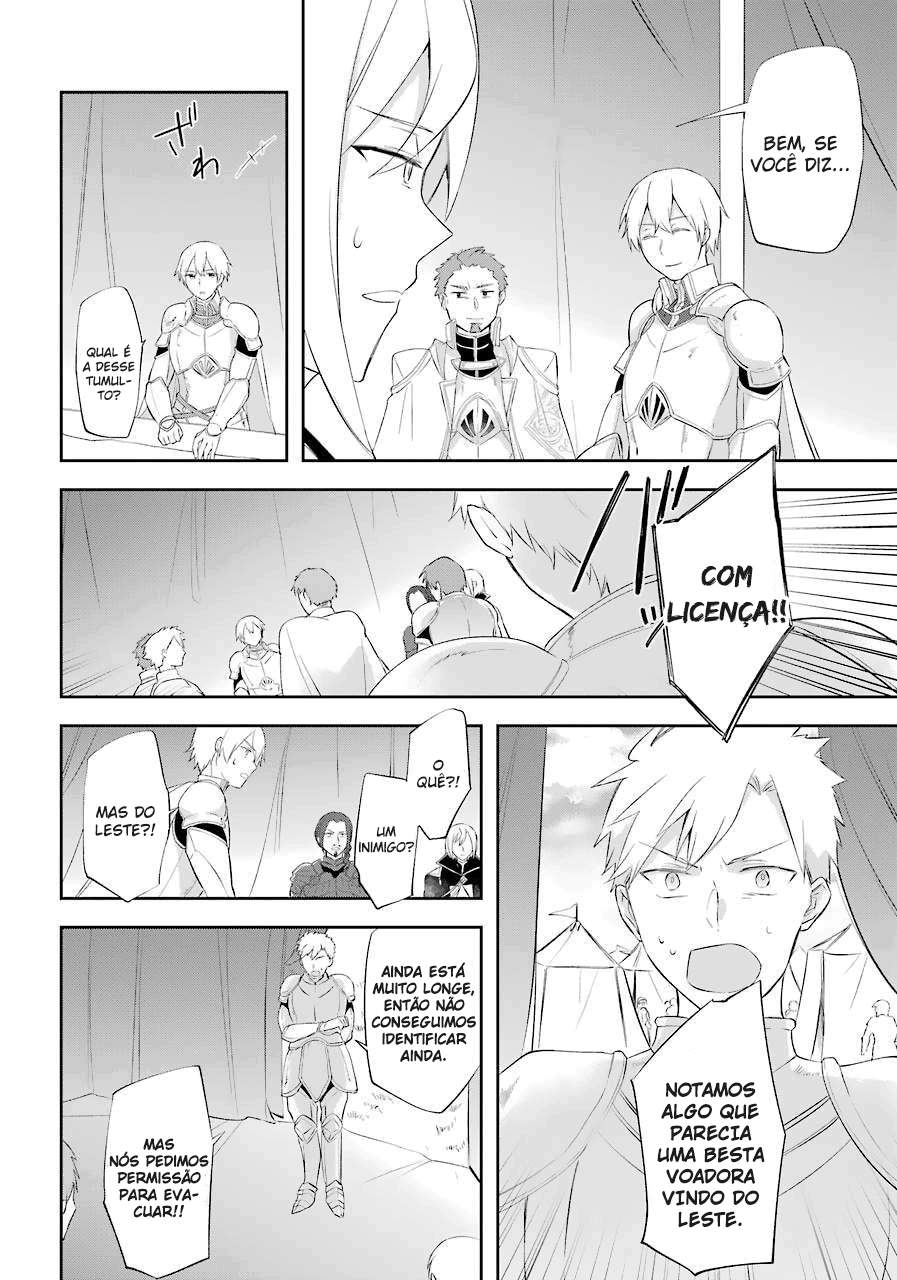 BEM, SE
VOCÊ DIZ...
ざ
わ
QUAL É
A DESSE
TUMUL-
TO?
COM
LICENÇA!!
NOTAMOS
ALGO QUE
PARECIA
UMA BESTA
VOADORA
VINDO DO
LESTE.
O
QUÊ?!
UM
INIMIGO?
MAS DO
LESTE?!
AINDA ESTÁ
MUITO LONGE,
ENTÃO NÃO
CONSEGUIMOS
IDENTIFICAR
AINDA.
MAS
NÓS PEDIMOS
PERMISSÃO
PARA EVA-
CUAR!!